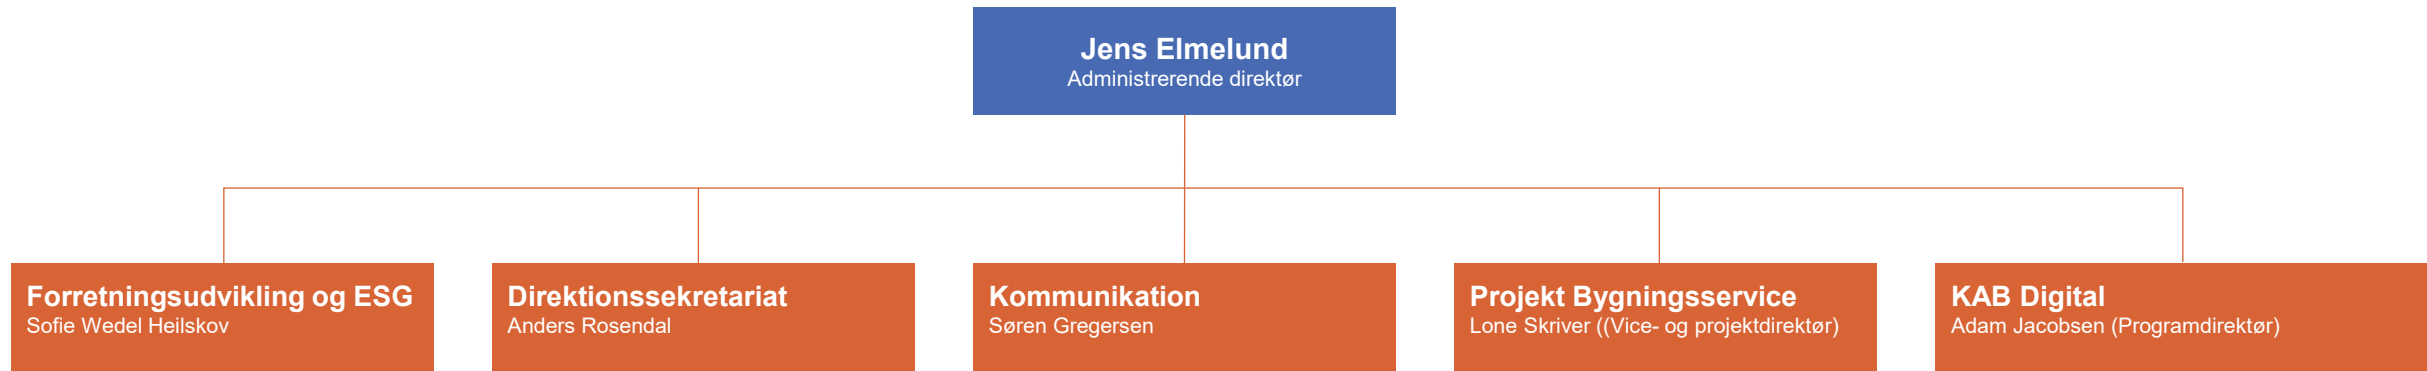 Jens Elmelund
Administrerende direktør
Forretningsudvikling og ESG
Sofie Wedel Heilskov
Direktionssekretariat
Anders Rosendal
Kommunikation
Søren Gregersen
Projekt Bygningsservice
Lone Skriver ((Vice- og projektdirektør)
KAB Digital
Adam Jacobsen (Programdirektør)